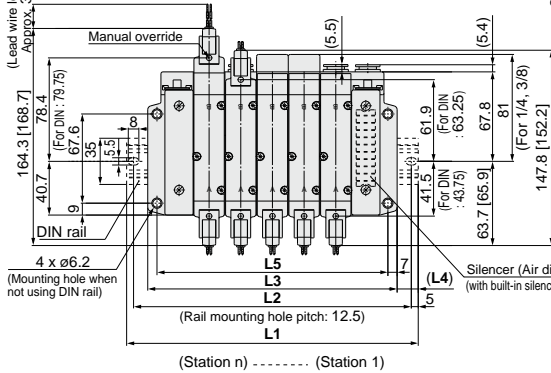 (Lead wire le
Approx. 3
Manual override
(5.5)
(5.4)
164.3 [168.7]
78.4
(For DIN : 79.75)
67.6
8
35
5.5
40.7
9
61.9
(For DIN
: 63.25)
67.8
81
(For 1/4, 3/8)
147.8 [152.2]
41.5
(For DIN
: 43.75)
63.7 [65.9]
DIN rail
4 x ø6.2
(Mounting hole when
not using DIN rail)
L5
7
L3
(L4)
L2
5
(Rail mounting hole pitch: 12.5)
L1
Silencer (Air di
(with built-in silenc
(Station n) -------- (Station 1)